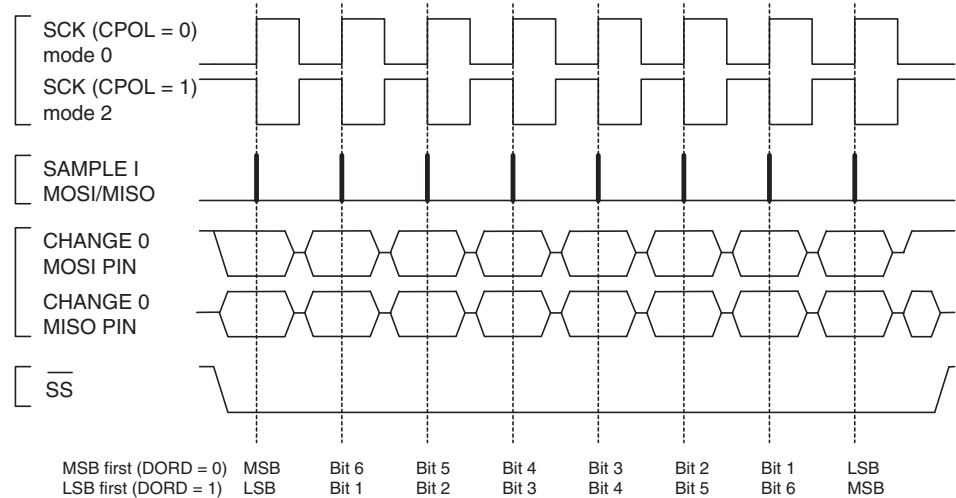 SCK (CPOL = 0)
mode 0
SCK (CPOL = 1)
mode 2
SAMPLE I
MOSI/MISO
CHANGE 0
MOSI PIN
CHANGE 0
MISO PIN
SS
MSB first (DORD = 0) MSB Bit 6 Bit 5 Bit 4 Bit 3 Bit 2 Bit 1 LSB
LSB first (DORD = 1) LSB Bit 1 Bit 2 Bit 3 Bit 4 Bit 5 Bit 6 MSB